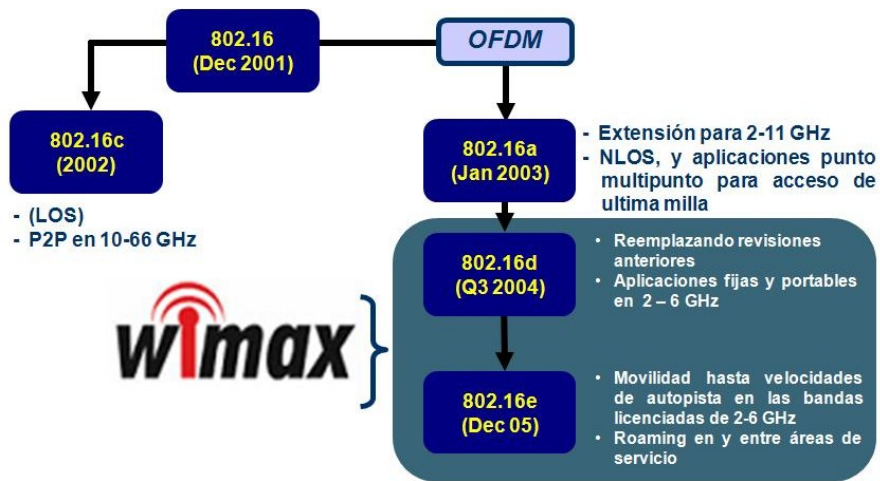 802.16
(Dec 2001)
OFDM
802.16c
(2002)
- (LOS)
- P2P en 10-66 GHz
802.16a
(Jan 2003)
- Extensión para 2-11 GHz
- NLOS, y aplicaciones punto
multipunto para acceso de
ultima milla
802.16d
(Q3 2004)
• Reemplazando revisiones
anteriores
• Aplicaciones fijas y portables
en 2 – 6 GHz
wimax
802.16e
(Dec 05)
• Movilidad hasta velocidades
de autopista en las bandas
licenciadas de 2-6 GHz
• Roaming en y entre áreas de
servicio